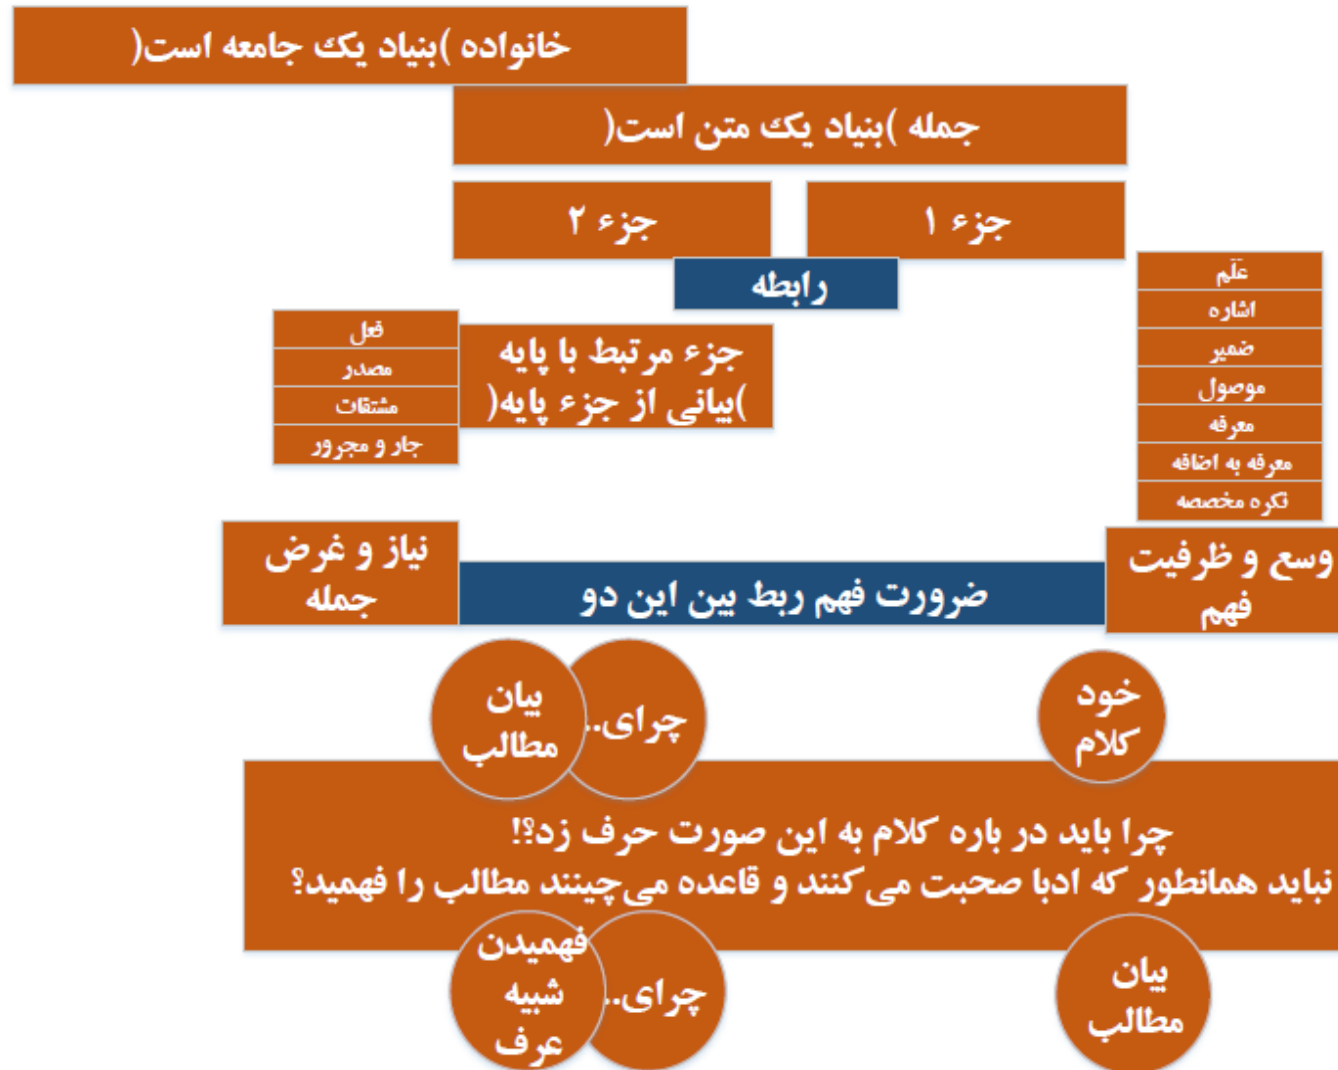 خانواده )بنیاد یک جامعه است(
جمله )بنیاد یک متن است(
جزء ۱
جزء ۲
رابطه
عَلَم
اشاره
ضمیر
موصول
معرفه
معرفه به اضافه
نکره مخصصه
جزء مرتبط با پایه
)بیانی از جزء پایه(
فعل
مصدر
مشتقات
جار و مجرور
وسع و ظرفیت
فهم
ضرورت فهم ربط بین این دو
نیاز و غرض
جمله
خود
کلام
چرای..
بیان
مطالب
چرا باید در باره کلام به این صورت حرف زد؟!
نباید همانطور که ادبا صحبت می‌کنند و قاعده می‌چینند مطالب را فهمید؟
بیان
مطالب
چرای..
فهمیدن
شبیه
عرف